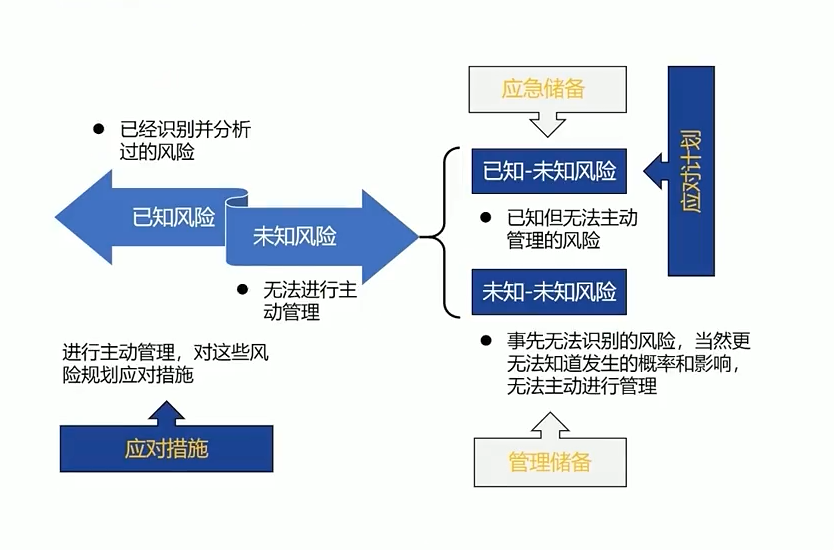 应急储备
已经识别并分析
过的风险
已知-未知风险
应对计划
已知风险
未知风险
● 已知但无法主动
管理的风险
● 无法进行主
动管理
未知-未知风险
进行主动管理，对这些风
险规划应对措施
● 事先无法识别的风险，当然更
无法知道发生的概率和影响，
无法主动进行管理
应对措施
管理储备